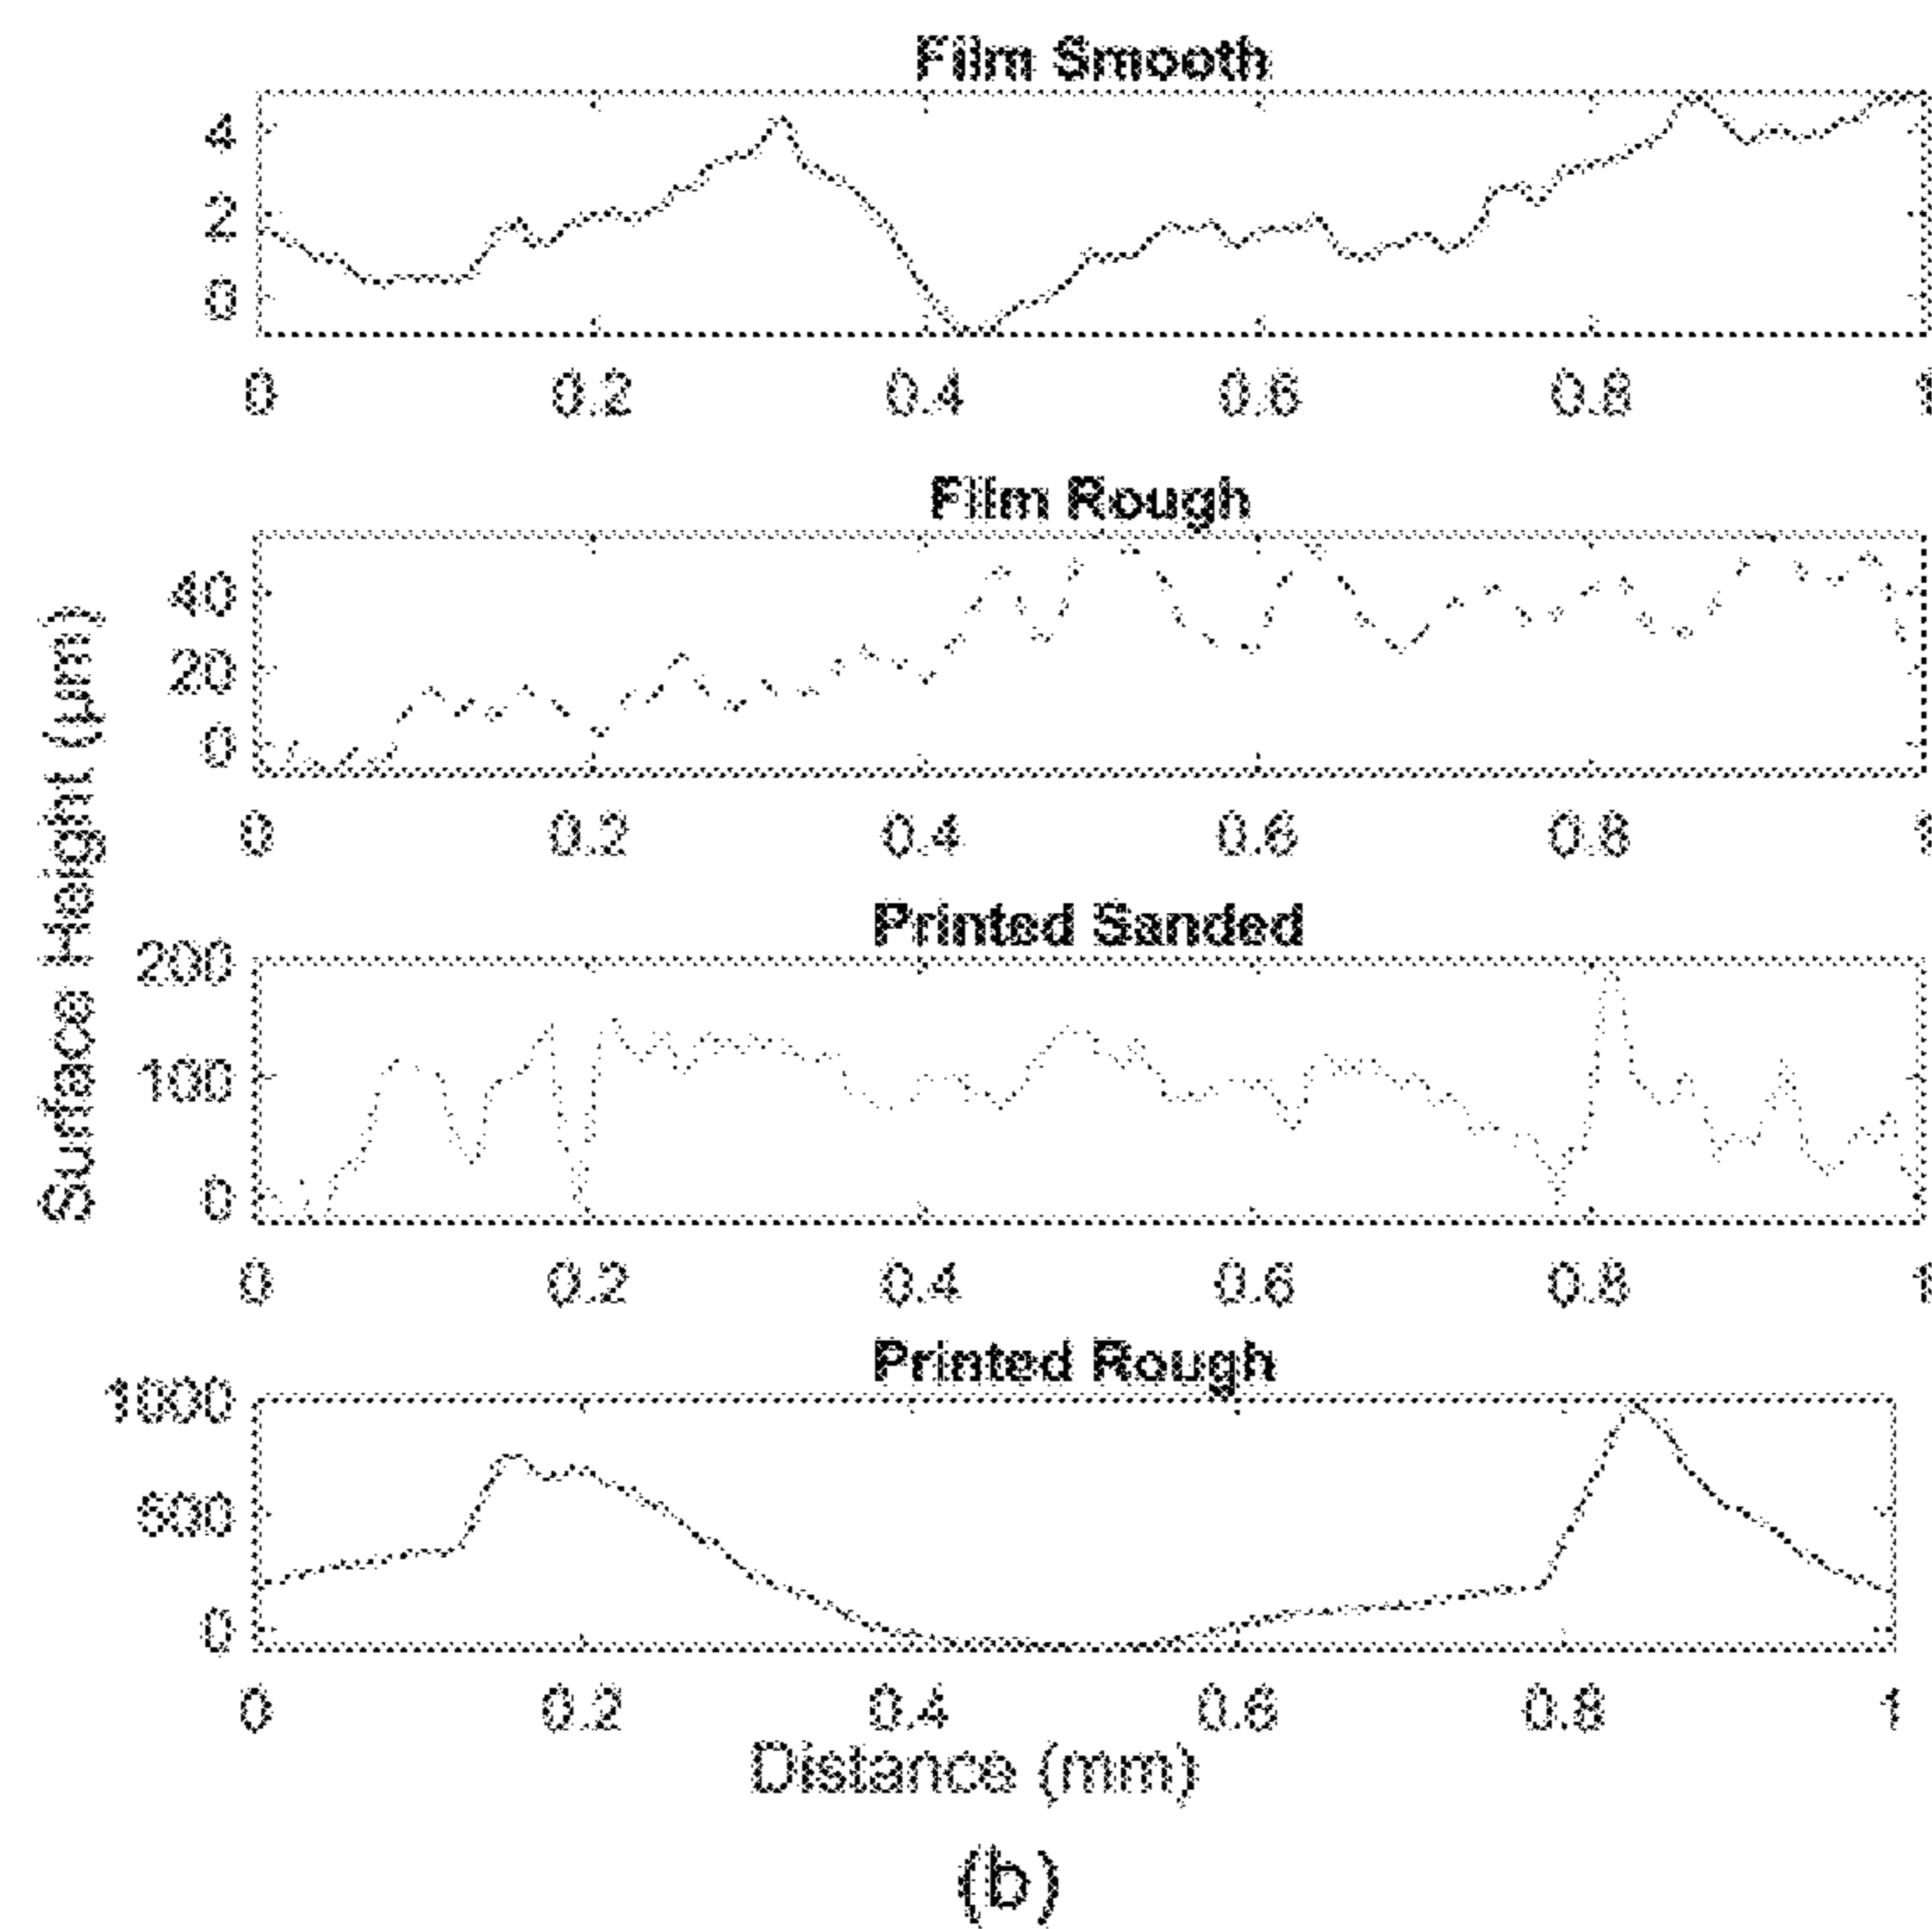 Film Smooth
4
2
0
0 0.2 0.4 0.6 0.8 1
Film Rough
40
20
0
0 0.2 0.4 0.6 0.8 1
Surface Height (µm)
Printed Sanded
200
100
0
0 0.2 0.4 0.6 0.8 1
Printed Rough
1000
500
0
0 0.2 0.4 0.6 0.8 1
Distance (mm)
(b)